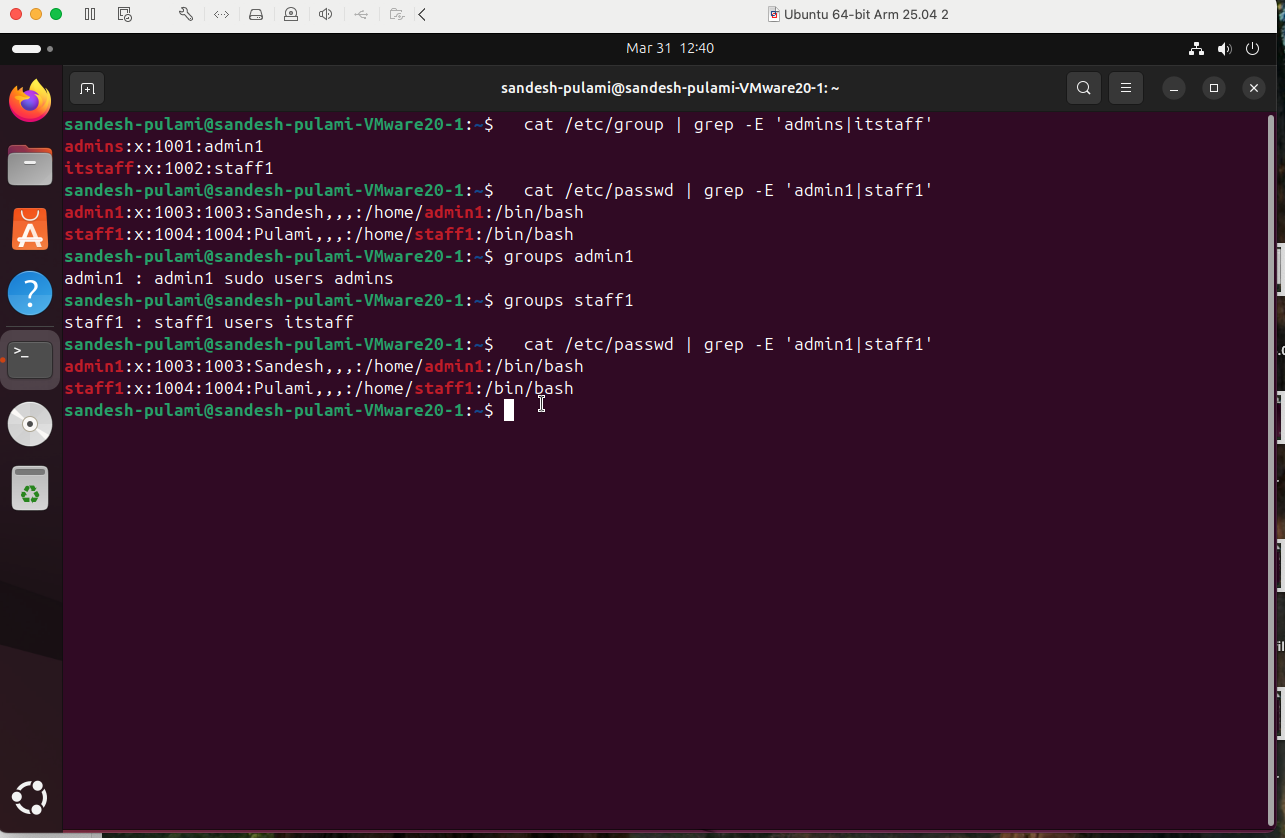 Ubuntu 64-bit Arm 25.04 2
Mar 31 12:40
sandesh-pulami@sandesh-pulami-VMware20-1: ~
sandesh-pulami@sandesh-pulami-VMware20-1:~$   cat /etc/group | grep -E 'admins|itstaff'
admins:x:1001:admin1
itstaff:x:1002:staff1
sandesh-pulami@sandesh-pulami-VMware20-1:~$   cat /etc/passwd | grep -E 'admin1|staff1'
admin1:x:1003:1003:Sandesh,,,:/home/admin1:/bin/bash
staff1:x:1004:1004:Pulami,,,:/home/staff1:/bin/bash
sandesh-pulami@sandesh-pulami-VMware20-1:~$ groups admin1
admin1 : admin1 sudo users admins
sandesh-pulami@sandesh-pulami-VMware20-1:~$ groups staff1
staff1 : staff1 users itstaff
sandesh-pulami@sandesh-pulami-VMware20-1:~$   cat /etc/passwd | grep -E 'admin1|staff1'
admin1:x:1003:1003:Sandesh,,,:/home/admin1:/bin/bash
staff1:x:1004:1004:Pulami,,,:/home/staff1:/bin/bash
sandesh-pulami@sandesh-pulami-VMware20-1:~$